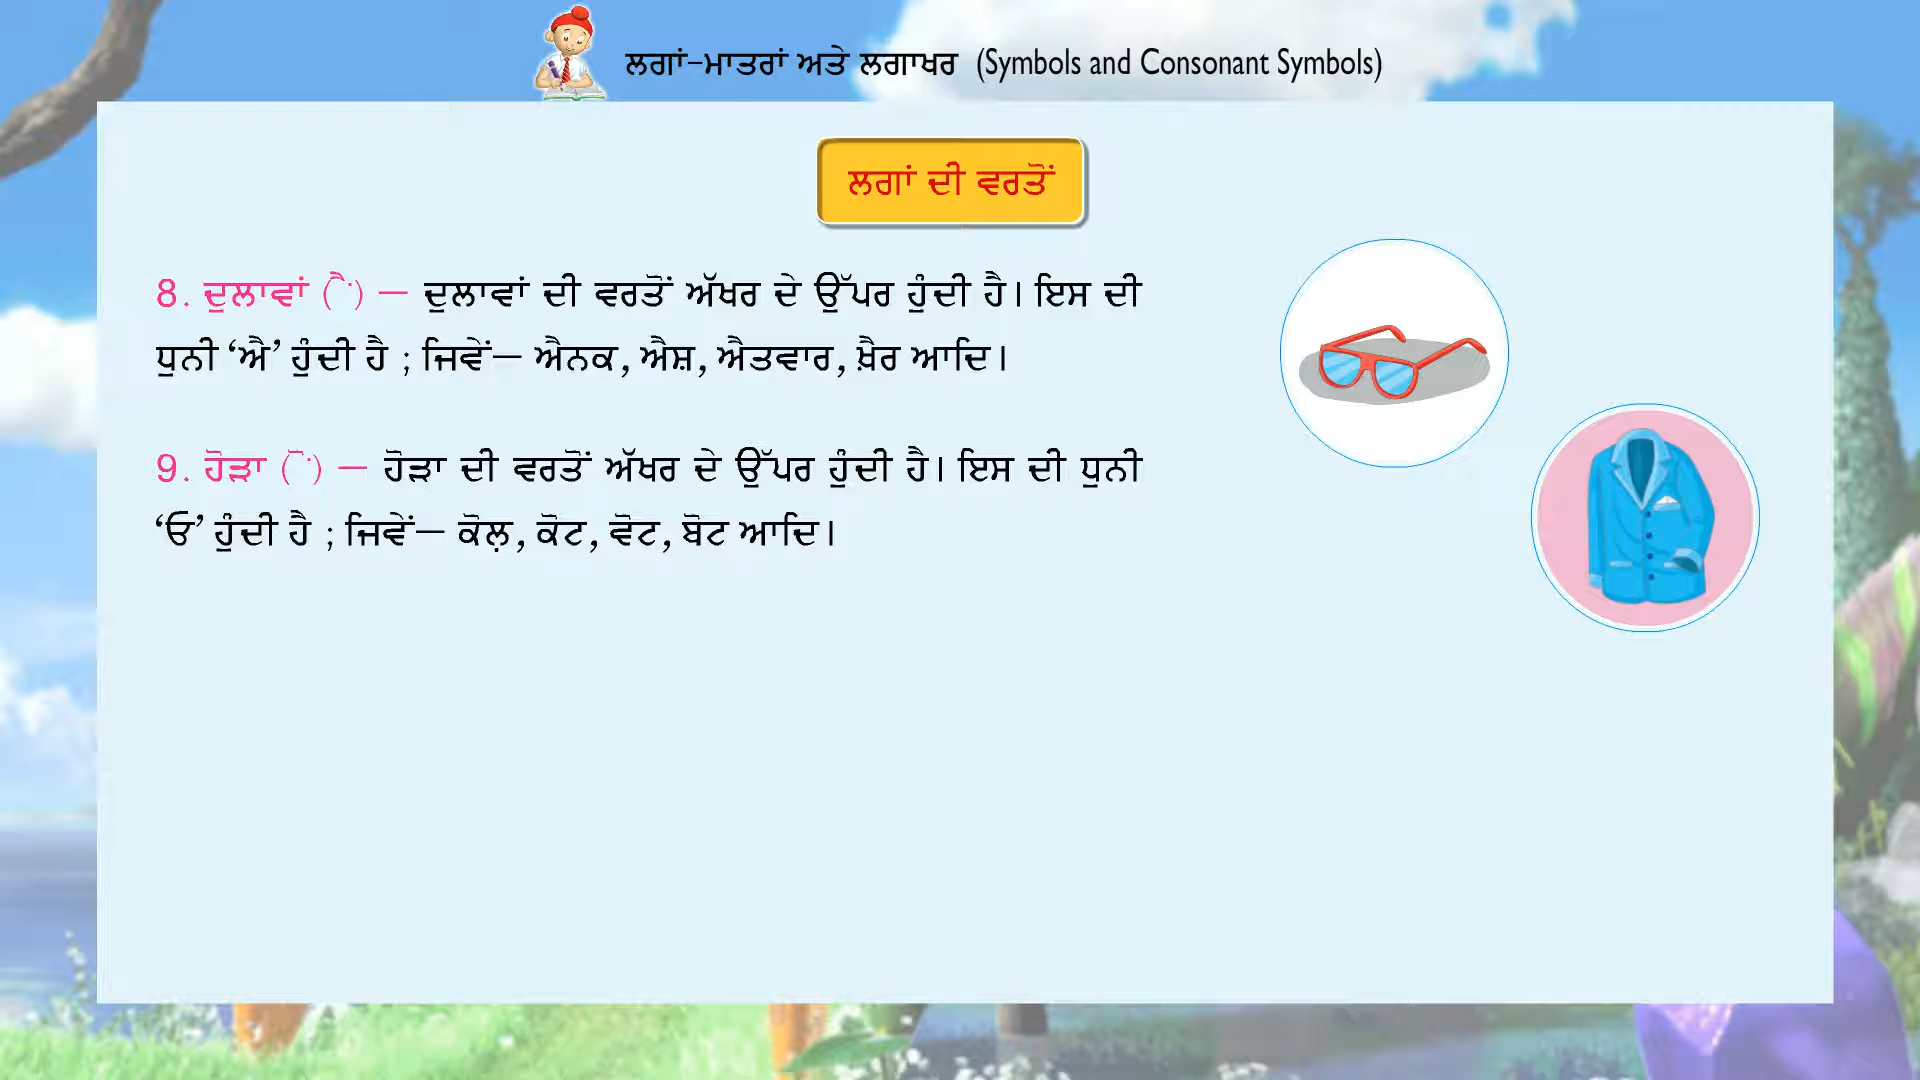 ਲਗਾਂ-ਮਾਤਰਾਂ ਅਤੇ ਲਗਾਖਰ (Symbols and Consonant Symbols)
ਲਗਾਂ ਦੀ ਵਰਤੋਂ
8. ਦੁਲਾਵਾਂ (ੈ) – ਦੁਲਾਵਾਂ ਦੀ ਵਰਤੋਂ ਅੱਖਰ ਦੇ ਉੱਪਰ ਹੁੰਦੀ ਹੈ। ਇਸ ਦੀ
ਧੁਨੀ ‘ਐ’ ਹੁੰਦੀ ਹੈ ; ਜਿਵੇਂ– ਐਨਕ, ਐਸ਼, ਐਤਵਾਰ, ਖ਼ੈਰ ਆਦਿ।
9. ਹੋੜਾ (ੋ) – ਹੋੜਾ ਦੀ ਵਰਤੋਂ ਅੱਖਰ ਦੇ ਉੱਪਰ ਹੁੰਦੀ ਹੈ। ਇਸ ਦੀ ਧੁਨੀ
‘ਓ’ ਹੁੰਦੀ ਹੈ ; ਜਿਵੇਂ– ਕੋਲ਼, ਕੋਟ, ਵੋਟ, ਬੋਟ ਆਦਿ।